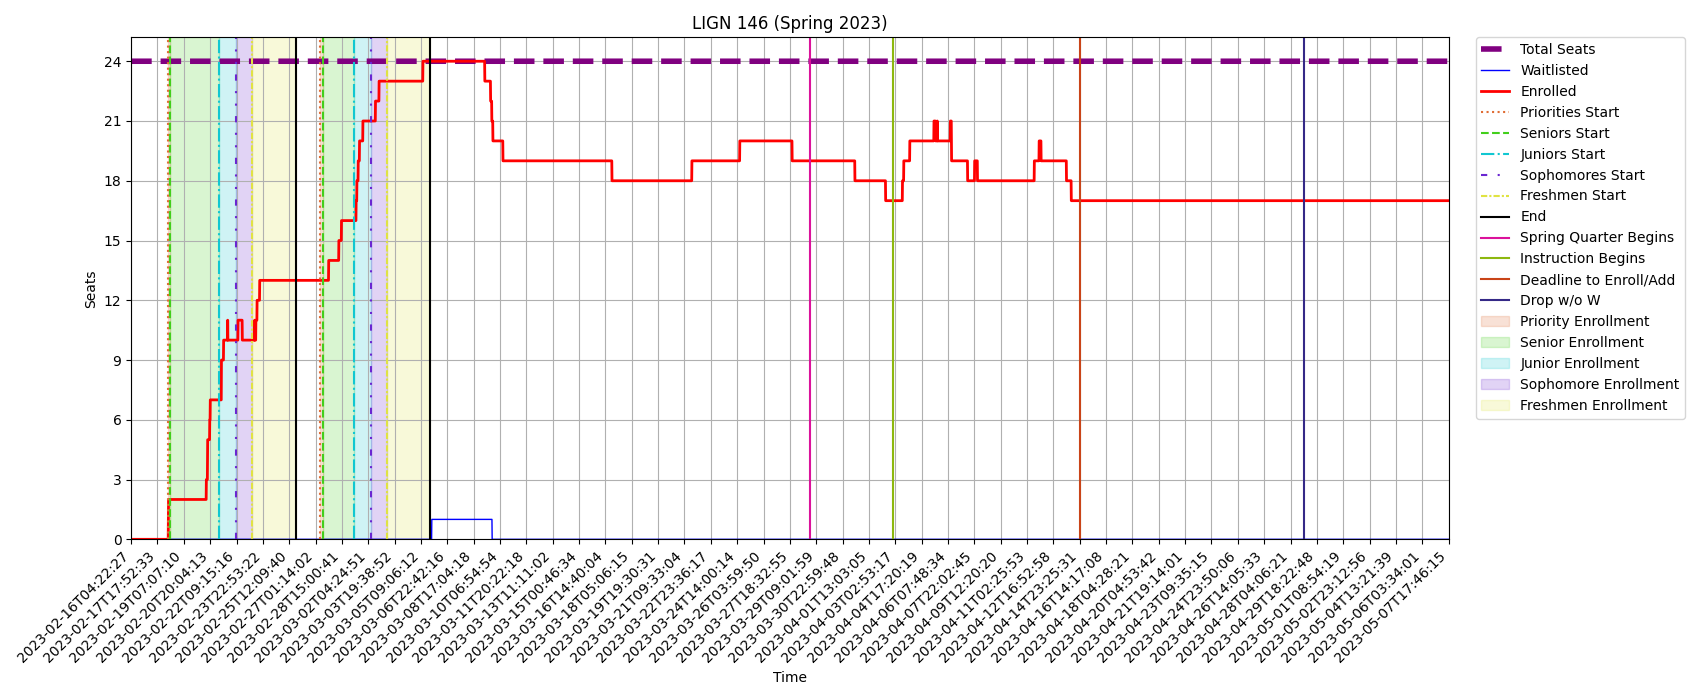 LIGN 146 (Spring 2023)
Seats
24
21
18
15
12
9
6
3
0
2023-02-16T04:22:27
2023-02-17T17:52:33
2023-02-19T07:07:10
2023-02-20T20:04:13
2023-02-22T09:15:16
2023-02-23T22:53:22
2023-02-25T12:09:40
2023-02-27T01:14:02
2023-02-28T15:00:41
2023-03-02T04:24:51
2023-03-03T19:38:52
2023-03-05T09:06:12
2023-03-06T22:42:16
2023-03-08T17:04:18
2023-03-10T06:54:54
2023-03-11T20:22:18
2023-03-13T11:11:02
2023-03-15T00:46:34
2023-03-16T14:40:04
2023-03-18T05:06:15
2023-03-19T19:30:31
2023-03-21T09:33:04
2023-03-22T23:36:17
2023-03-24T14:00:14
2023-03-26T03:59:50
2023-03-27T18:32:55
2023-03-29T09:01:59
2023-03-30T22:59:48
2023-04-01T13:03:05
2023-04-03T02:53:17
2023-04-04T17:20:19
2023-04-06T07:48:34
2023-04-07T22:02:45
2023-04-09T12:20:20
2023-04-11T02:25:53
2023-04-12T16:52:58
2023-04-14T23:25:31
2023-04-16T14:17:08
2023-04-18T04:28:21
2023-04-20T04:53:42
2023-04-21T19:14:01
2023-04-23T09:35:15
2023-04-24T23:50:06
2023-04-26T14:05:33
2023-04-28T04:06:21
2023-04-29T18:22:48
2023-05-01T08:54:19
2023-05-02T23:12:56
2023-05-04T13:21:39
2023-05-06T03:34:01
2023-05-07T17:46:15
Time
Total Seats
Waitlisted
Enrolled
Priorities Start
Seniors Start
Juniors Start
Sophomores Start
Freshmen Start
End
Spring Quarter Begins
Instruction Begins
Deadline to Enroll/Add
Drop w/o W
Priority Enrollment
Senior Enrollment
Junior Enrollment
Sophomore Enrollment
Freshmen Enrollment